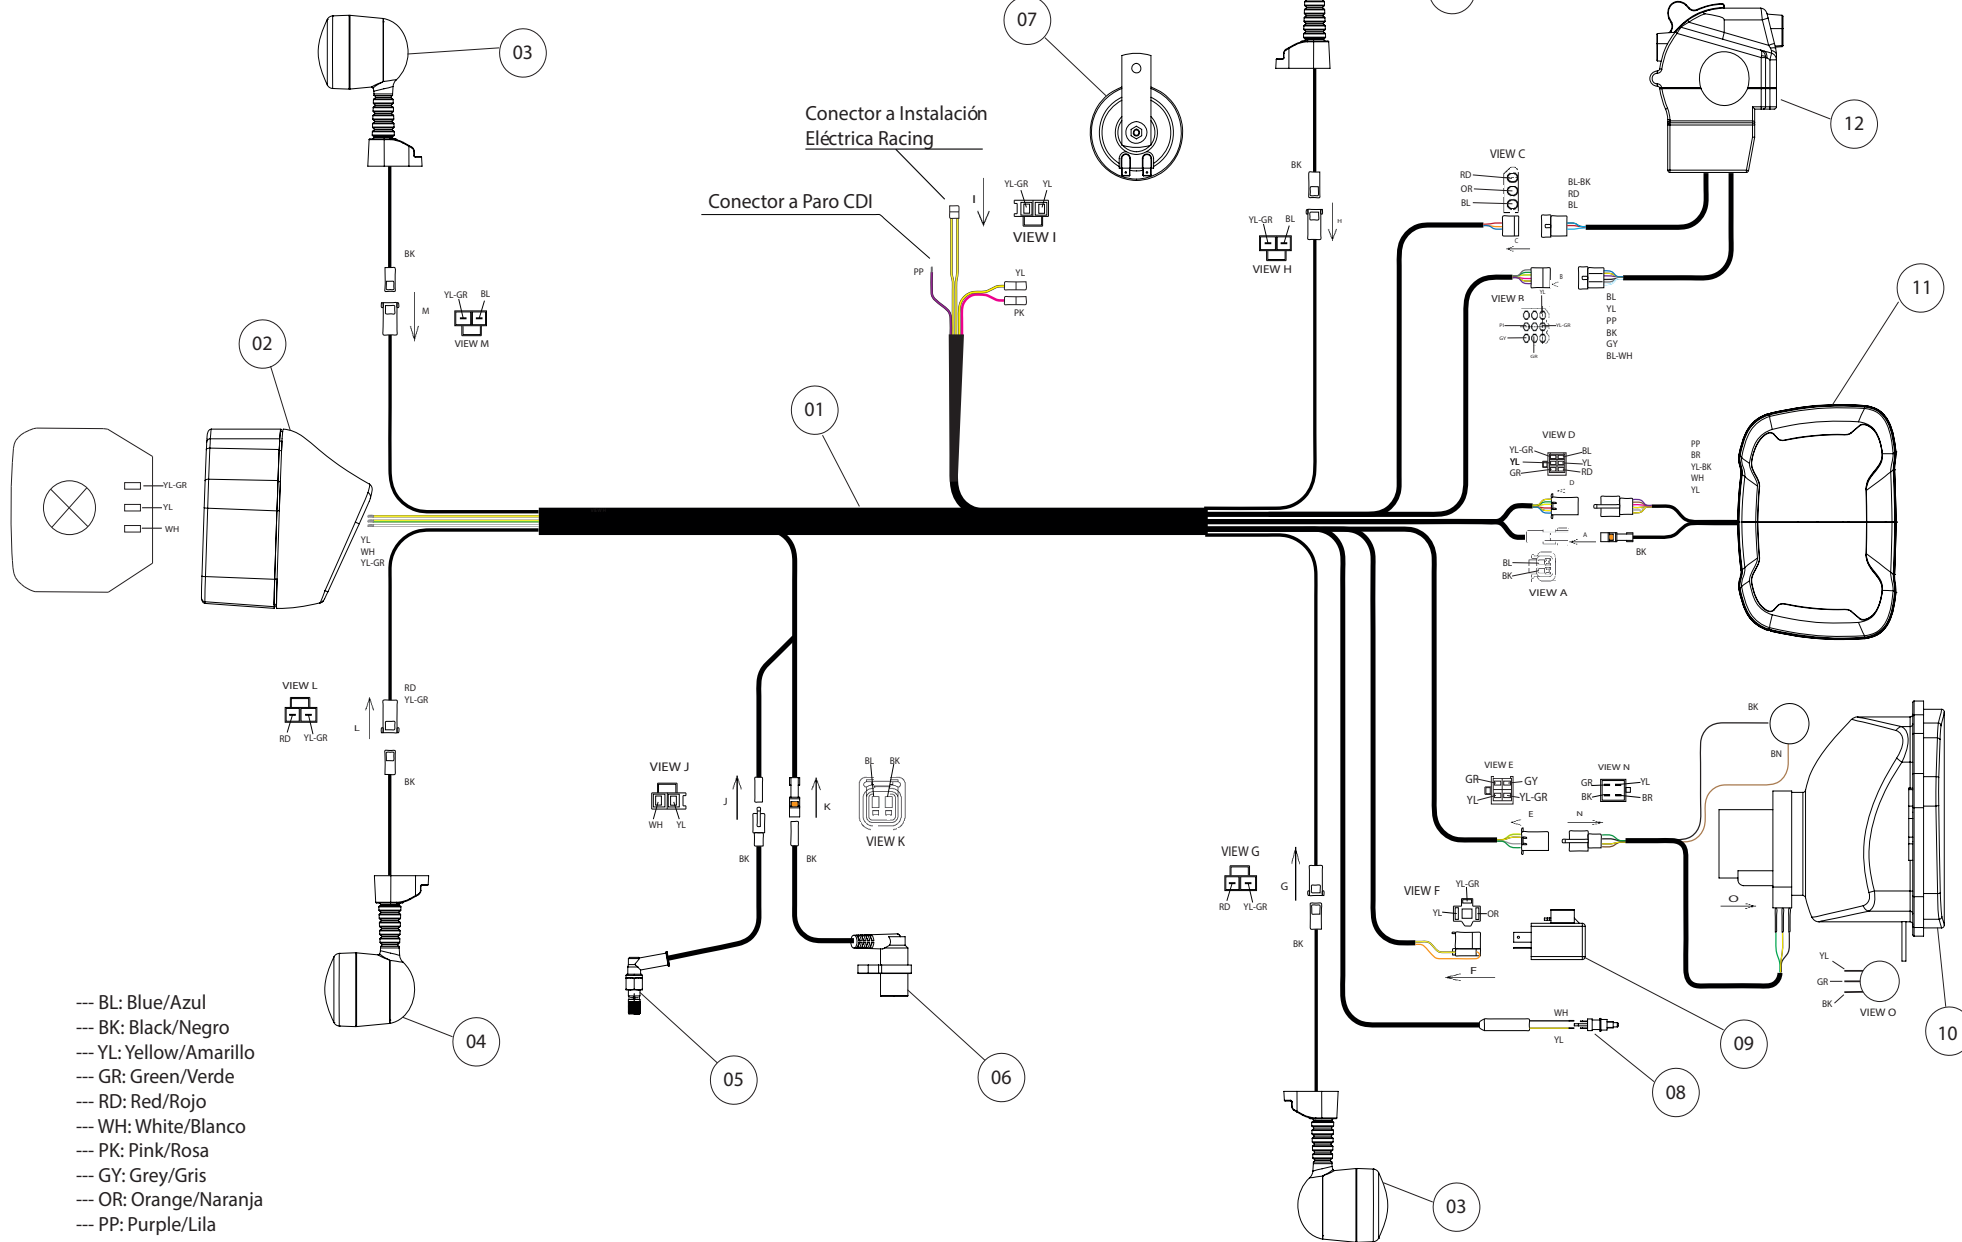 03
07
12
Conector a Instalación
Eléctrica Racing
Conector a Paro CDI
I
YL-GR YL
VIEW I
PP
YL
PK
BK
YL-GR BL
VIEW H
H
VIEW C
RD
OR
BL
BL-BK
RD
BL
C
B
VIEW B
YL
YL-GR
GY
GR
BL
YL
PP
BK
GY
BL-WH
11
BK
M
YL-GR BL
VIEW M
02
01
YL-GR
YL
WH
YL
WH
YL-GR
VIEW D
YL-GR
YL
GR
BL
YL
RD
D
PP
BR
YL-BK
WH
YL
A
BK
BL
BK
VIEW A
VIEW L
RD YL-GR
L
RD
YL-GR
BK
VIEW J
WH YL
J
K
BK
BK
BL BK
VIEW K
VIEW G
RD YL-GR
G
BK
BK
BN
VIEW E
GR
YL
GY
YL-GR
E
VIEW N
GR
BK
YL
BR
N
VIEW F
YL-GR
YL
OR
F
O
YL
GR
BK
VIEW O
WH
YL
04
05
06
08
09
10
03
--- BL: Blue/Azul
--- BK: Black/Negro
--- YL: Yellow/Amarillo
--- GR: Green/Verde
--- RD: Red/Rojo
--- WH: White/Blanco
--- PK: Pink/Rosa
--- GY: Grey/Gris
--- OR: Orange/Naranja
--- PP: Purple/Lila